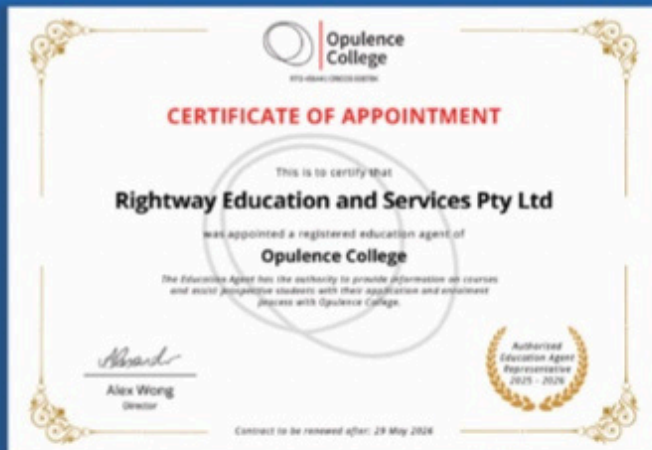 Opulence
College
CERTIFICATE OF APPOINTMENT
This is to certify that
Rightway Education and Services Pty Ltd
was appointed a registered education agent of
Opulence College
The Education Agent has the authority to provide information on courses
and assist prospective students with their application and enrolment
process with Opulence College.
Alex Wong
Director
Authorized
Education Agent
Representative
2025 - 2026
Contract to be renewed after: 29 May 2026